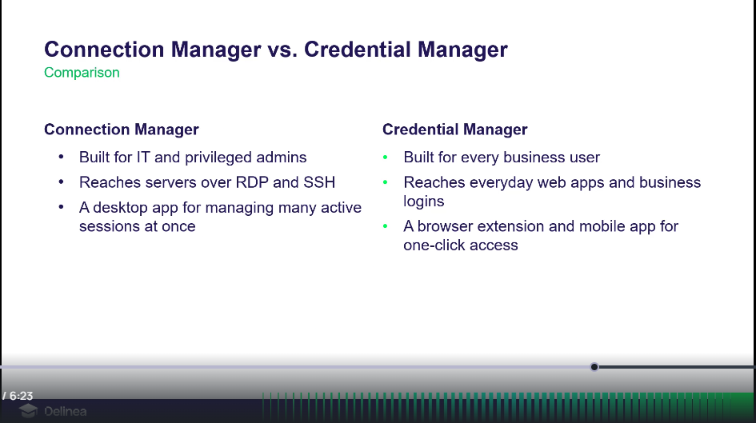 Connection Manager vs. Credential Manager
Comparison
Connection Manager
• Built for IT and privileged admins
• Reaches servers over RDP and SSH
• A desktop app for managing many active
sessions at once
Credential Manager
• Built for every business user
• Reaches everyday web apps and business
logins
• A browser extension and mobile app for
one-click access
/ 6:23
Delinea